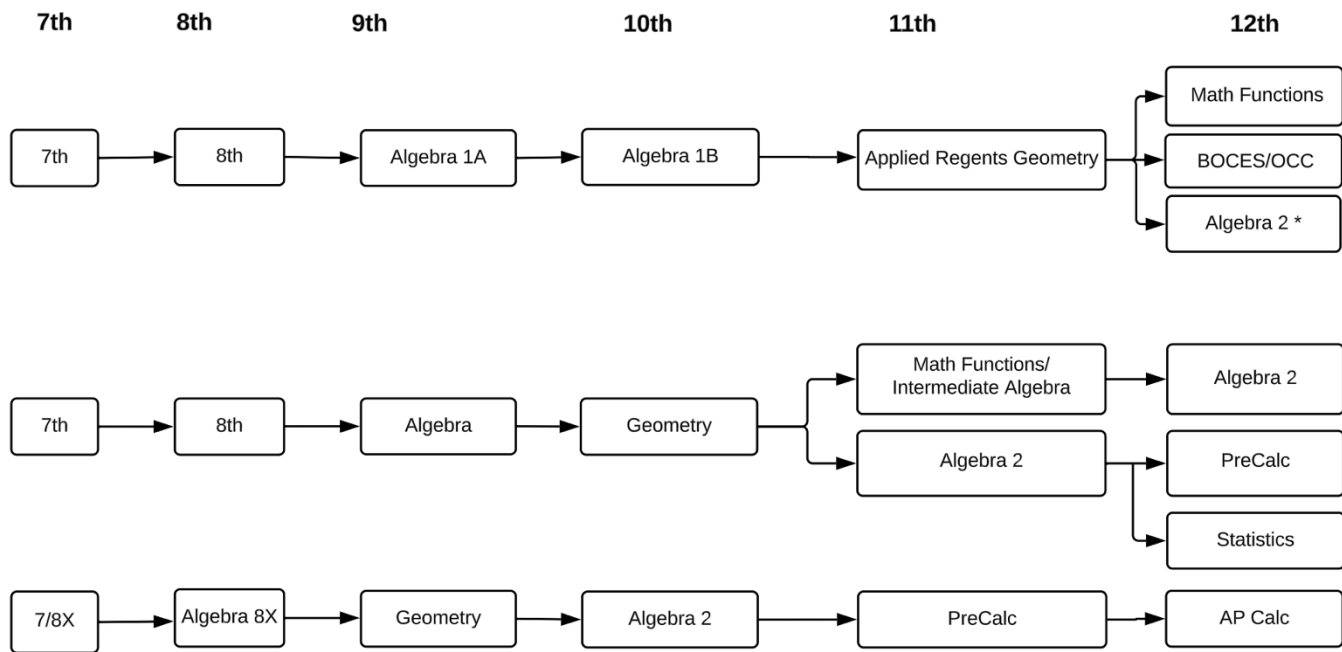 7th 8th 9th 10th 11th 12th
Math Functions
7th 8th Algebra 1A Algebra 1B Applied Regents Geometry BOCES/OCC
Algebra 2 *
Math Functions/
Intermediate Algebra Algebra 2
7th 8th Algebra Geometry
Algebra 2 PreCalc
Statistics
7/8X Algebra 8X Geometry Algebra 2 PreCalc AP Calc